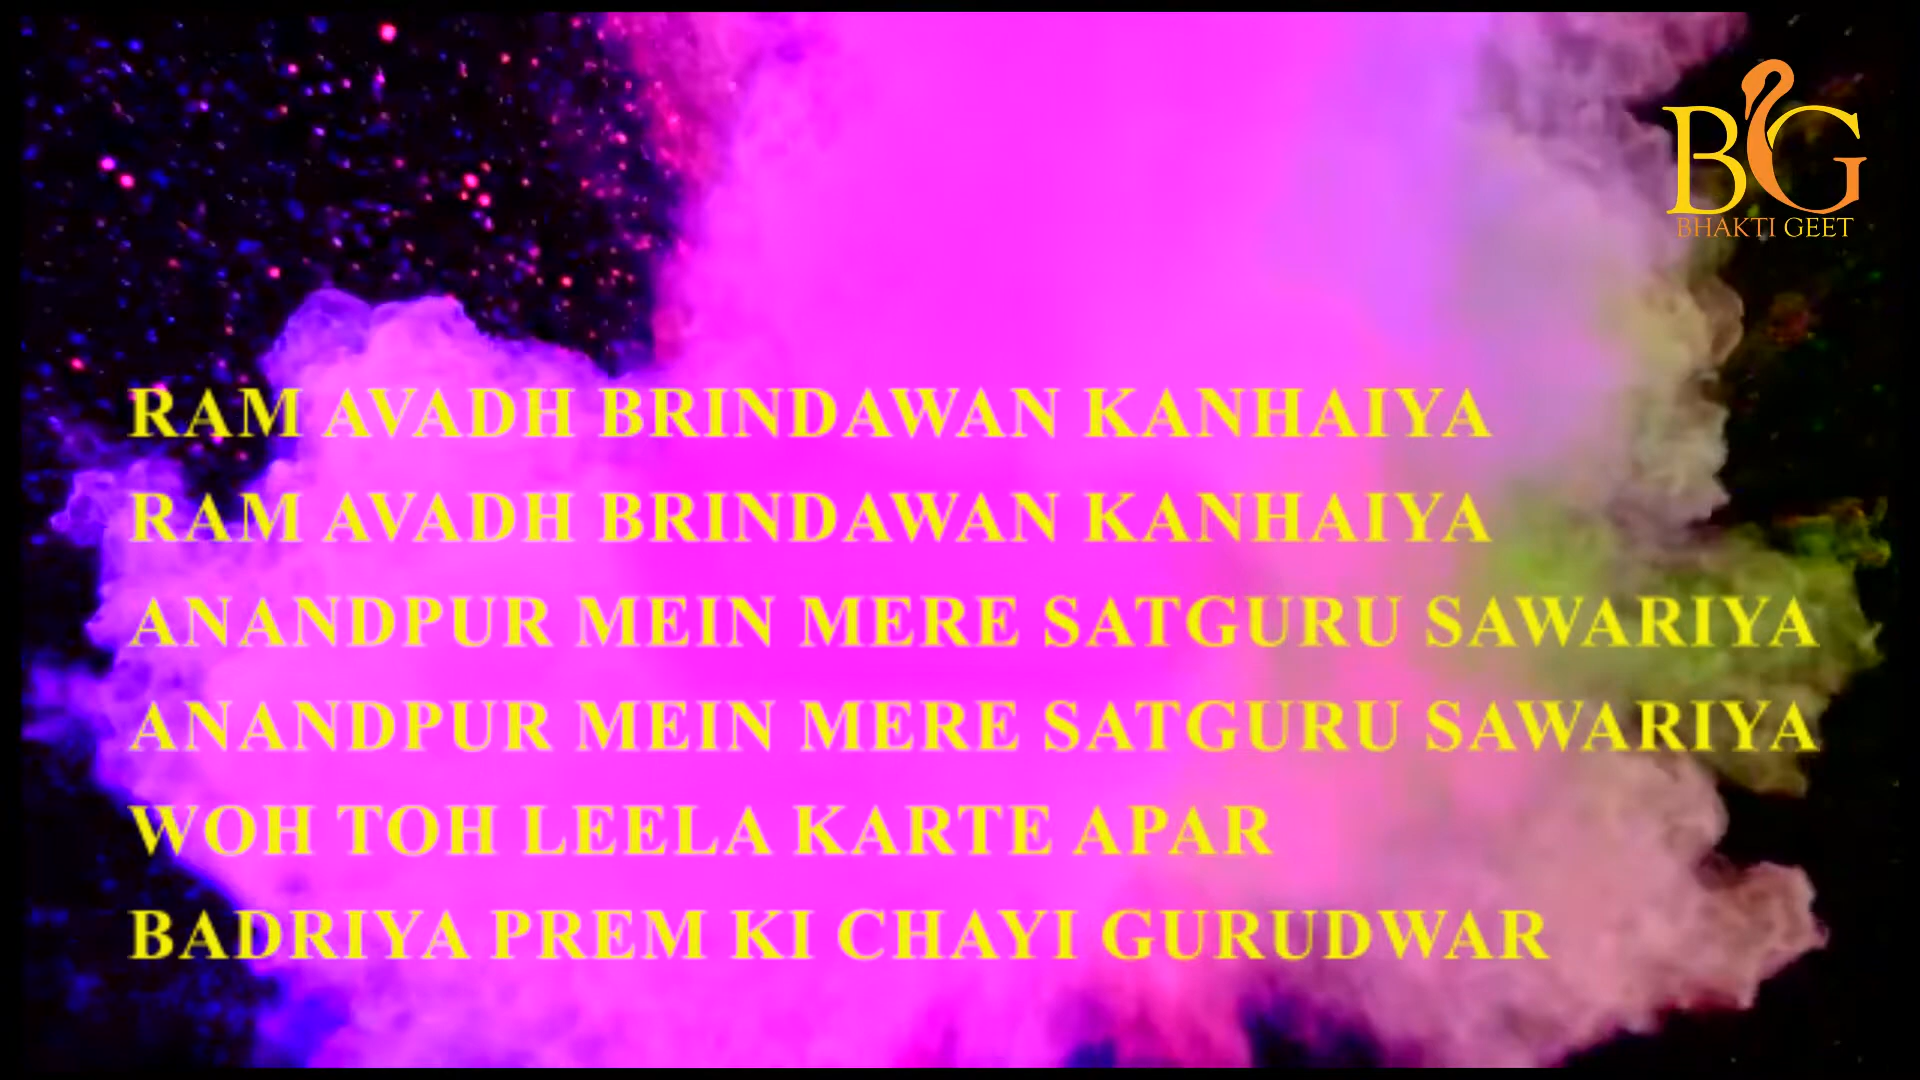 BG
BHAKTI GEET
RAM AVADH BRINDAWAN KANHAIYA
RAM AVADH BRINDAWAN KANHAIYA
ANANDPUR MEIN MERE SATGURU SAWARIYA
ANANDPUR MEIN MERE SATGURU SAWARIYA
WOH TOH LEELA KARTE APAR
BADRIYA PREM KI CHAYI GURUDWAR